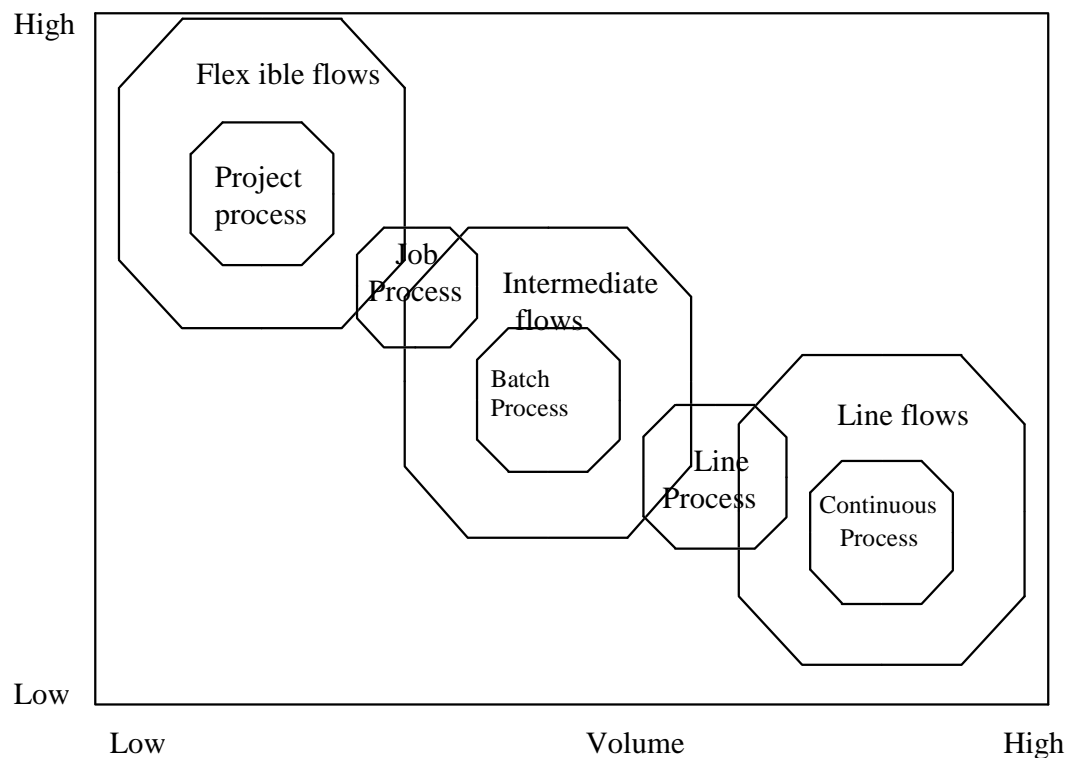 High
Flex ible flows
Project
process
Job
Process
Intermediate
flows
Batch
Process
Line flows
Line
Process
Continuous
Process
Low
Low
Volume
High